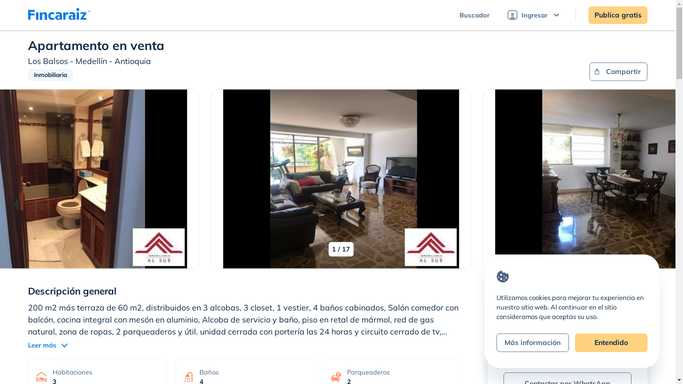 Fincaraiz
Buscador
Ingresar
Publica gratis
Apartamento en venta
Los Balsos - Medellín - Antioquia
Inmobiliaria
Compartir
AL SUR
1 / 17
AL SUR
Descripción general
200 m2 más terraza de 60 m2, distribuidos en 3 alcobas, 3 closet, 1 vestier, 4 baños cabinados, Salón comedor con
balcón, cocina integral con mesón en aluminio, Alcoba de servicio y baño, piso en retal de mármol, red de gas
natural, zona de ropas, 2 parqueaderos y útil. unidad cerrada con portería las 24 horas y circuito cerrado de tv,...
Leer más
Habitaciones
3
Baños
4
Parqueaderos
2
Utilizamos cookies para mejorar tu experiencia en
nuestro sitio web. Al continuar en el sitio
consideramos que aceptas su uso.
Más información
Entendido
Contactar por WhatsApp